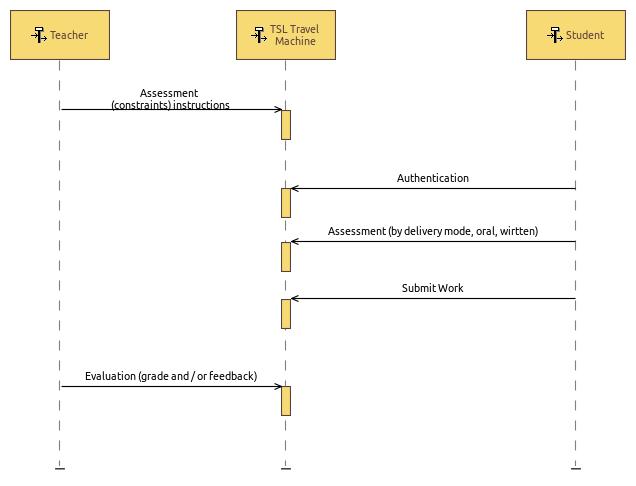 Teacher
TSL Travel
Machine
Student
Assessment
(constraints) instructions
Authentication
Assessment (by delivery mode, oral, wirtten)
Submit Work
Evaluation (grade and / or feedback)